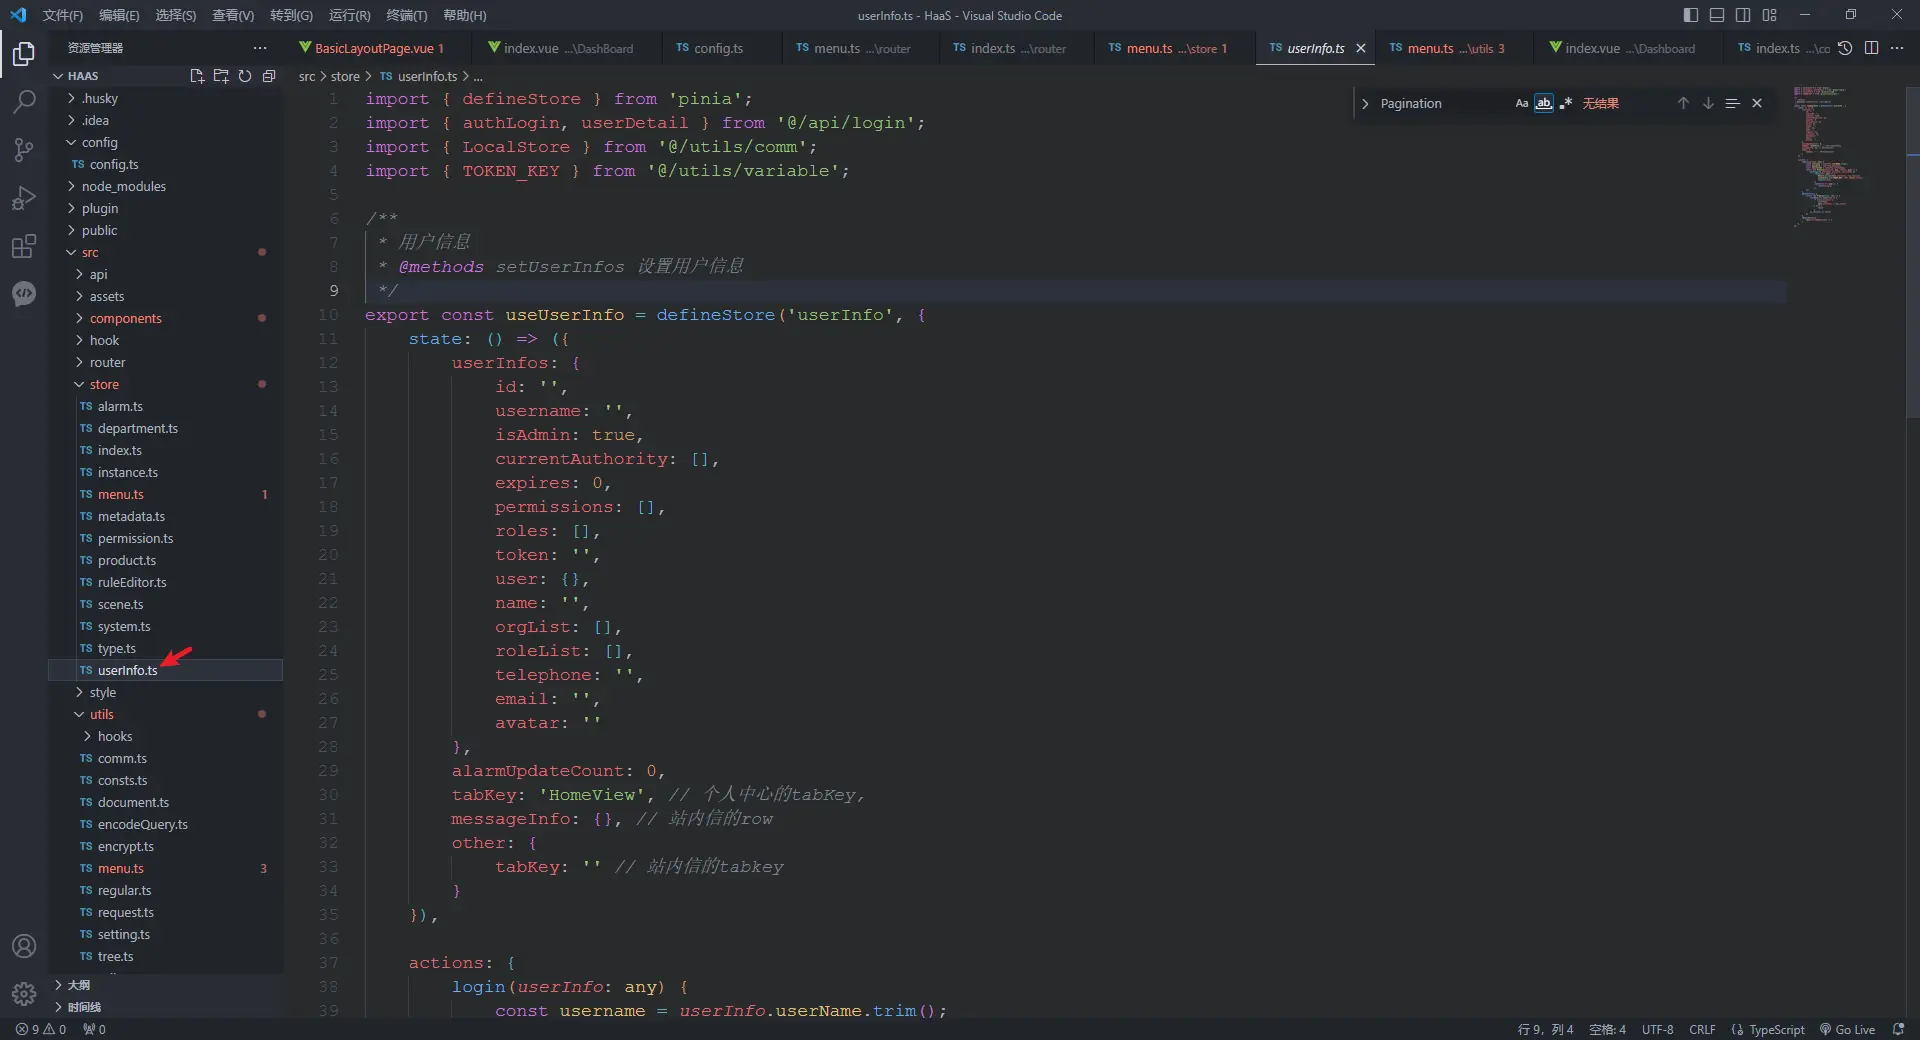 文件(F) 编辑(E) 选择(S) 查看(V) 转到(G) 运行(R) 终端(T) 帮助(H)
userInfo.ts - HaaS - Visual Studio Code
资源管理器 ···
BasicLayoutPage.vue 1
index.vue ...\DashBoard
config.ts
menu.ts ...\router
index.ts ...\router
menu.ts ...\store 1
userInfo.ts
menu.ts ...\utils 3
index.vue ...\Dashboard
index.ts ...\co
HAAS
src > store > TS userInfo.ts > ...
.husky
.idea
config
TS config.ts
node_modules
plugin
public
src
api
assets
components
hook
router
store
TS alarm.ts
TS department.ts
TS index.ts
TS instance.ts
TS menu.ts 1
TS metadata.ts
TS permission.ts
TS product.ts
TS ruleEditor.ts
TS scene.ts
TS system.ts
TS type.ts
TS userInfo.ts
style
utils
hooks
TS comm.ts
TS consts.ts
TS document.ts
TS encodeQuery.ts
TS encrypt.ts
TS menu.ts 3
TS regular.ts
TS request.ts
TS setting.ts
TS tree.ts
大纲
时间线
Pagination Aa ab 无结果
1 import { defineStore } from 'pinia';
2 import { authLogin, userDetail } from '@/api/login';
3 import { LocalStore } from '@/utils/comm';
4 import { TOKEN_KEY } from '@/utils/variable';
5
6 /**
7 * 用户信息
8 * @methods setUserInfos 设置用户信息
9 */
10 export const useUserInfo = defineStore('userInfo', {
11 state: () => ({
12 userInfos: {
13 id: '',
14 username: '',
15 isAdmin: true,
16 currentAuthority: [],
17 expires: 0,
18 permissions: [],
19 roles: [],
20 token: '',
21 user: {},
22 name: '',
23 orgList: [],
24 roleList: [],
25 telephone: '',
26 email: '',
27 avatar: ''
28 },
29 alarmUpdateCount: 0,
30 tabKey: 'HomeView', // 个人中心的tabKey,
31 messageInfo: {}, // 站内信的row
32 other: {
33 tabKey: '' // 站内信的tabkey
34 }
35 }),
36
37 actions: {
38 login(userInfo: any) {
39 const username = userInfo.userName.trim();
9 0 0
行 9，列 4 空格: 4 UTF-8 CRLF TypeScript Go Live